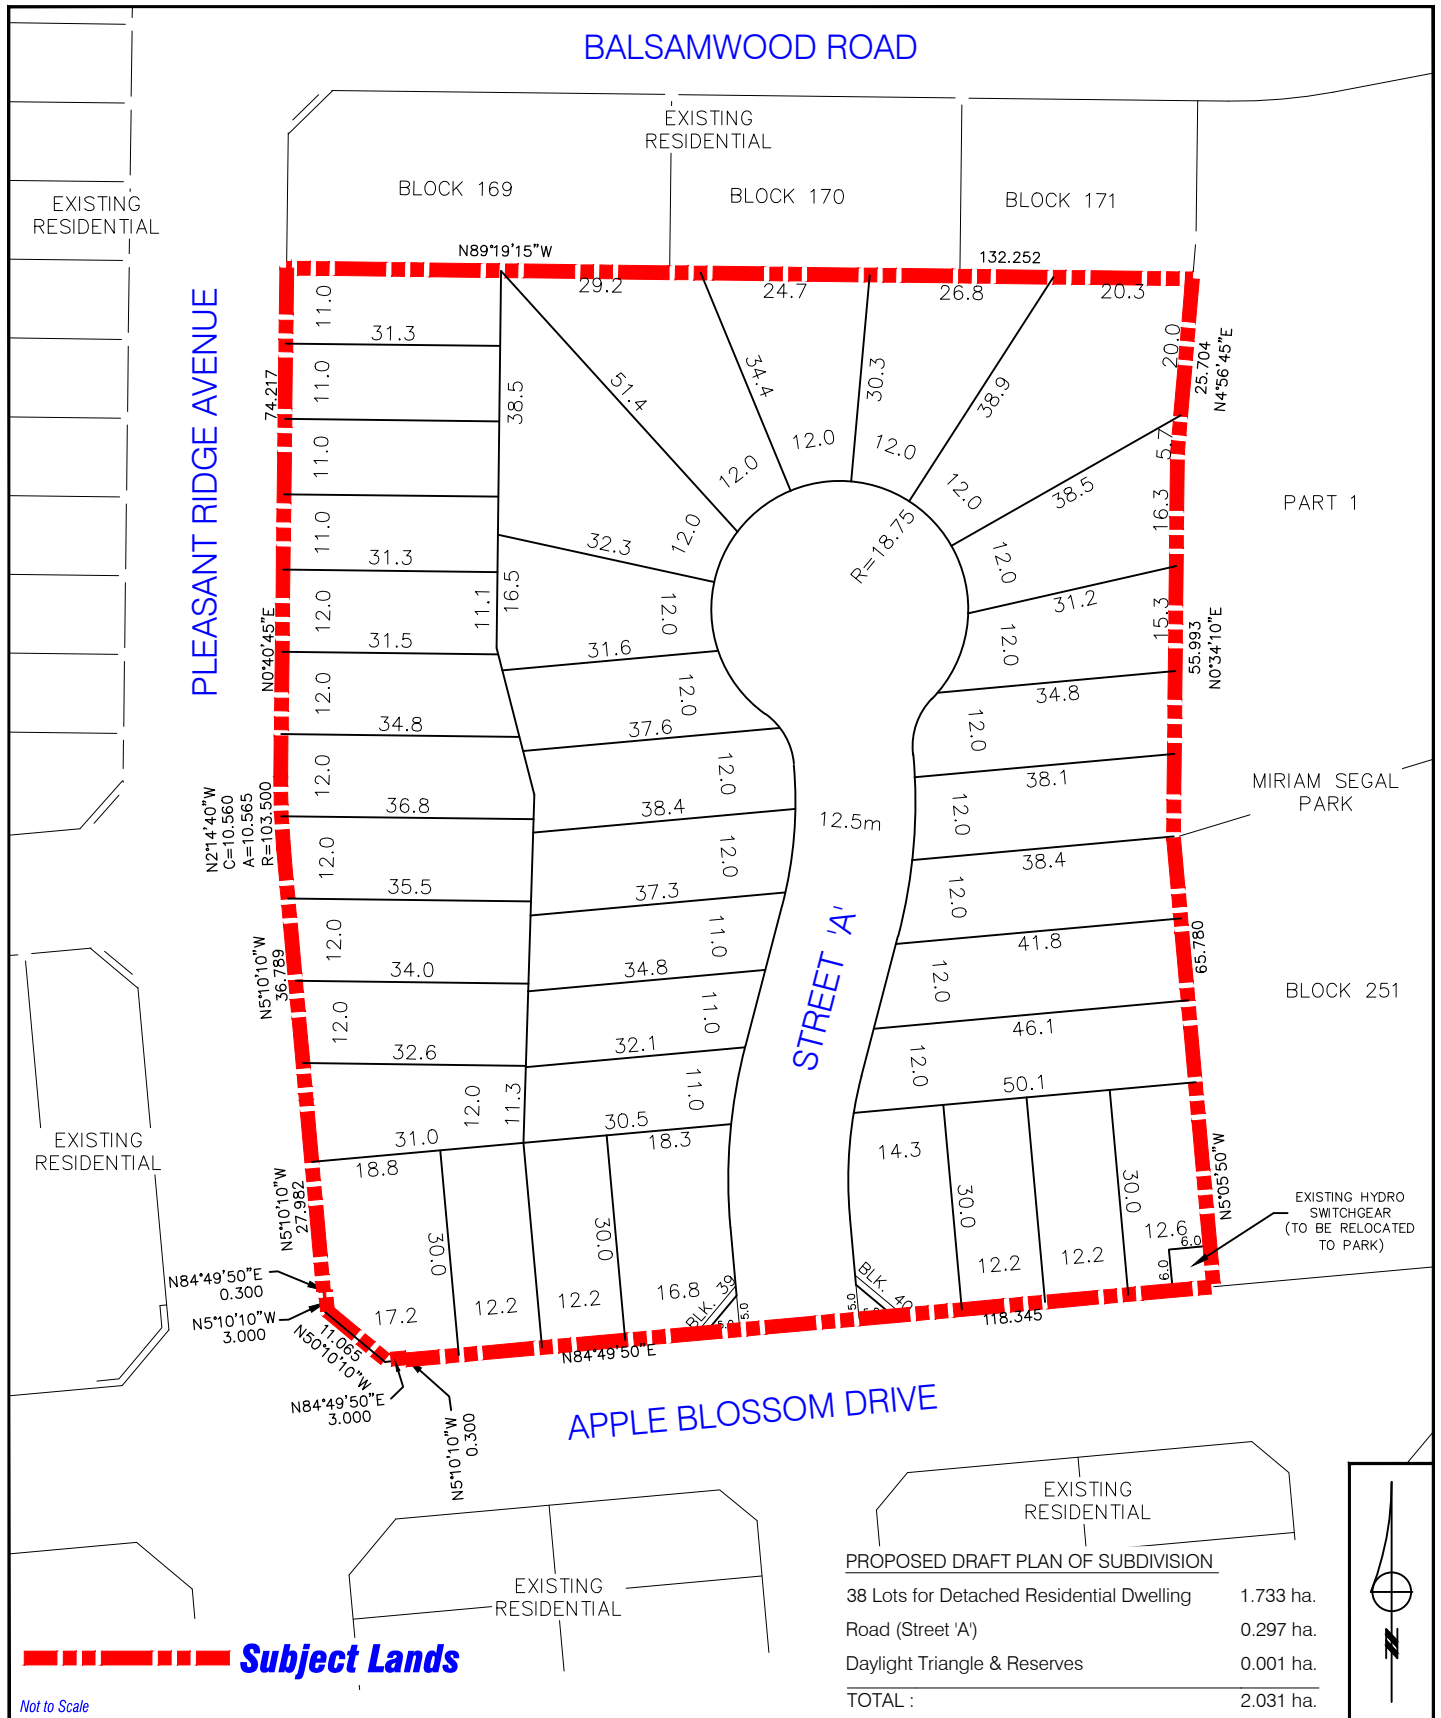 BALSAMWOOD ROAD
EXISTING
RESIDENTIAL
BLOCK 169
BLOCK 170
BLOCK 171
EXISTING
RESIDENTIAL
N89°19'15"W
132.252
29.2
24.7
26.8
20.3
PLEASANT RIDGE AVENUE
74.217
N0°40'45"E
11.0
31.3
11.0
11.0
11.0
31.3
12.0
31.5
12.0
34.8
12.0
36.8
12.0
35.5
12.0
34.0
12.0
32.6
12.0
11.3
31.0
38.5
11.1
16.5
51.4
34.4
30.3
38.9
38.5
12.0
12.0
12.0
12.0
12.0
12.0
R=18.75
32.3
12.0
31.6
12.0
37.6
12.0
38.4
12.0
37.3
11.0
34.8
11.0
32.1
11.0
30.5
20.0
25.704
N4°56'45"E
5.7
16.3
15.3
55.993
N0°34'10"E
12.0
31.2
12.0
34.8
12.0
38.1
12.0
38.4
12.0
41.8
12.0
46.1
12.0
50.1
PART 1
MIRIAM SEGAL
PARK
BLOCK 251
65.780
N5°05'50"W
N2°14'40"W
C=10.560
A=10.565
R=103.500
N5°10'10"W
36.789
12.5m
STREET 'A'
EXISTING
RESIDENTIAL
N5°10'10"W
27.982
18.8
18.3
14.3
30.0
30.0
30.0
30.0
17.2
12.2
12.2
16.8
12.2
12.2
12.6
6.0
6.0
EXISTING HYDRO
SWITCHGEAR
(TO BE RELOCATED
TO PARK)
BLK. 39
5.0
5.0
BLK. 40
5.0
5.0
N84°49'50"E
0.300
N5°10'10"W
3.000
11.065
N50°10'10"W
N84°49'50"E
3.000
N5°10'10"W
0.300
N84°49'50"E
118.345
APPLE BLOSSOM DRIVE
EXISTING
RESIDENTIAL
EXISTING
RESIDENTIAL
PROPOSED DRAFT PLAN OF SUBDIVISION
38 Lots for Detached Residential Dwelling 1.733 ha.
Road (Street 'A') 0.297 ha.
Daylight Triangle & Reserves 0.001 ha.
TOTAL : 2.031 ha.
N
Subject Lands
Not to Scale